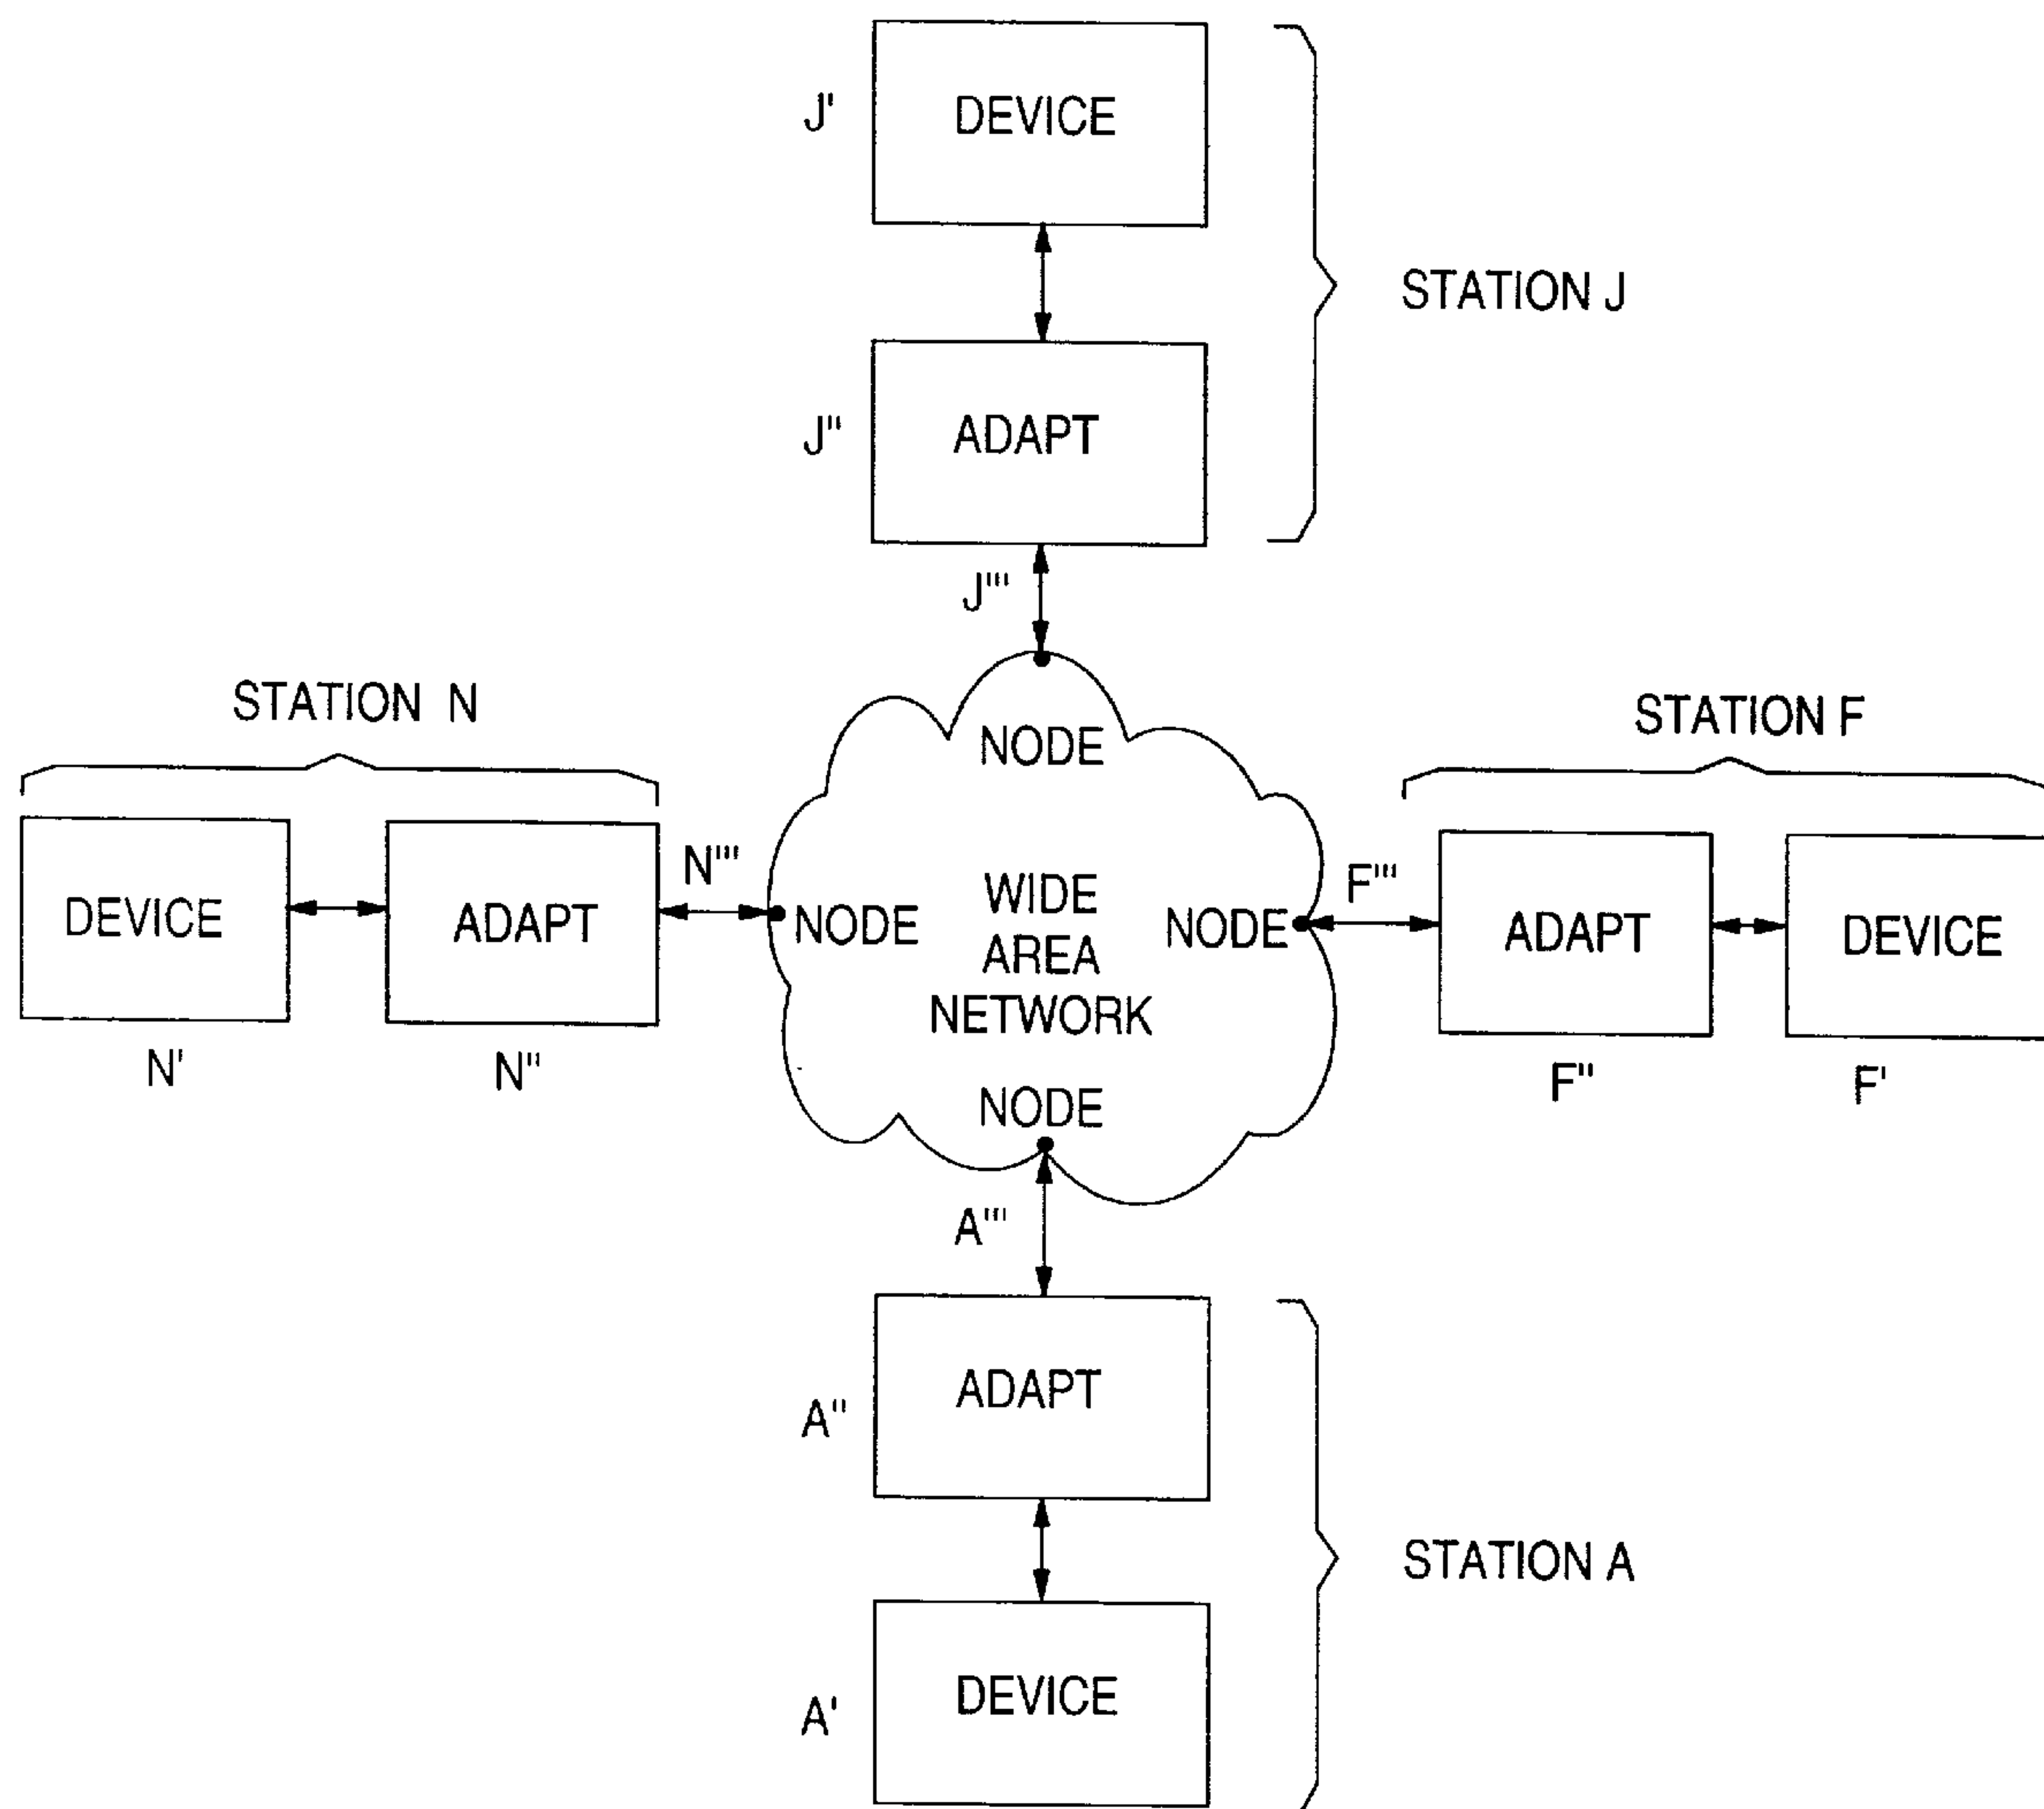 J'
DEVICE
STATION J
J"
ADAPT
J'"
STATION N
NODE
STATION F
DEVICE
ADAPT
N'"
NODE
WIDE
AREA
NETWORK
NODE
F'"
ADAPT
DEVICE
N'
N"
F"
F'
NODE
A'"
A"
ADAPT
STATION A
A'
DEVICE